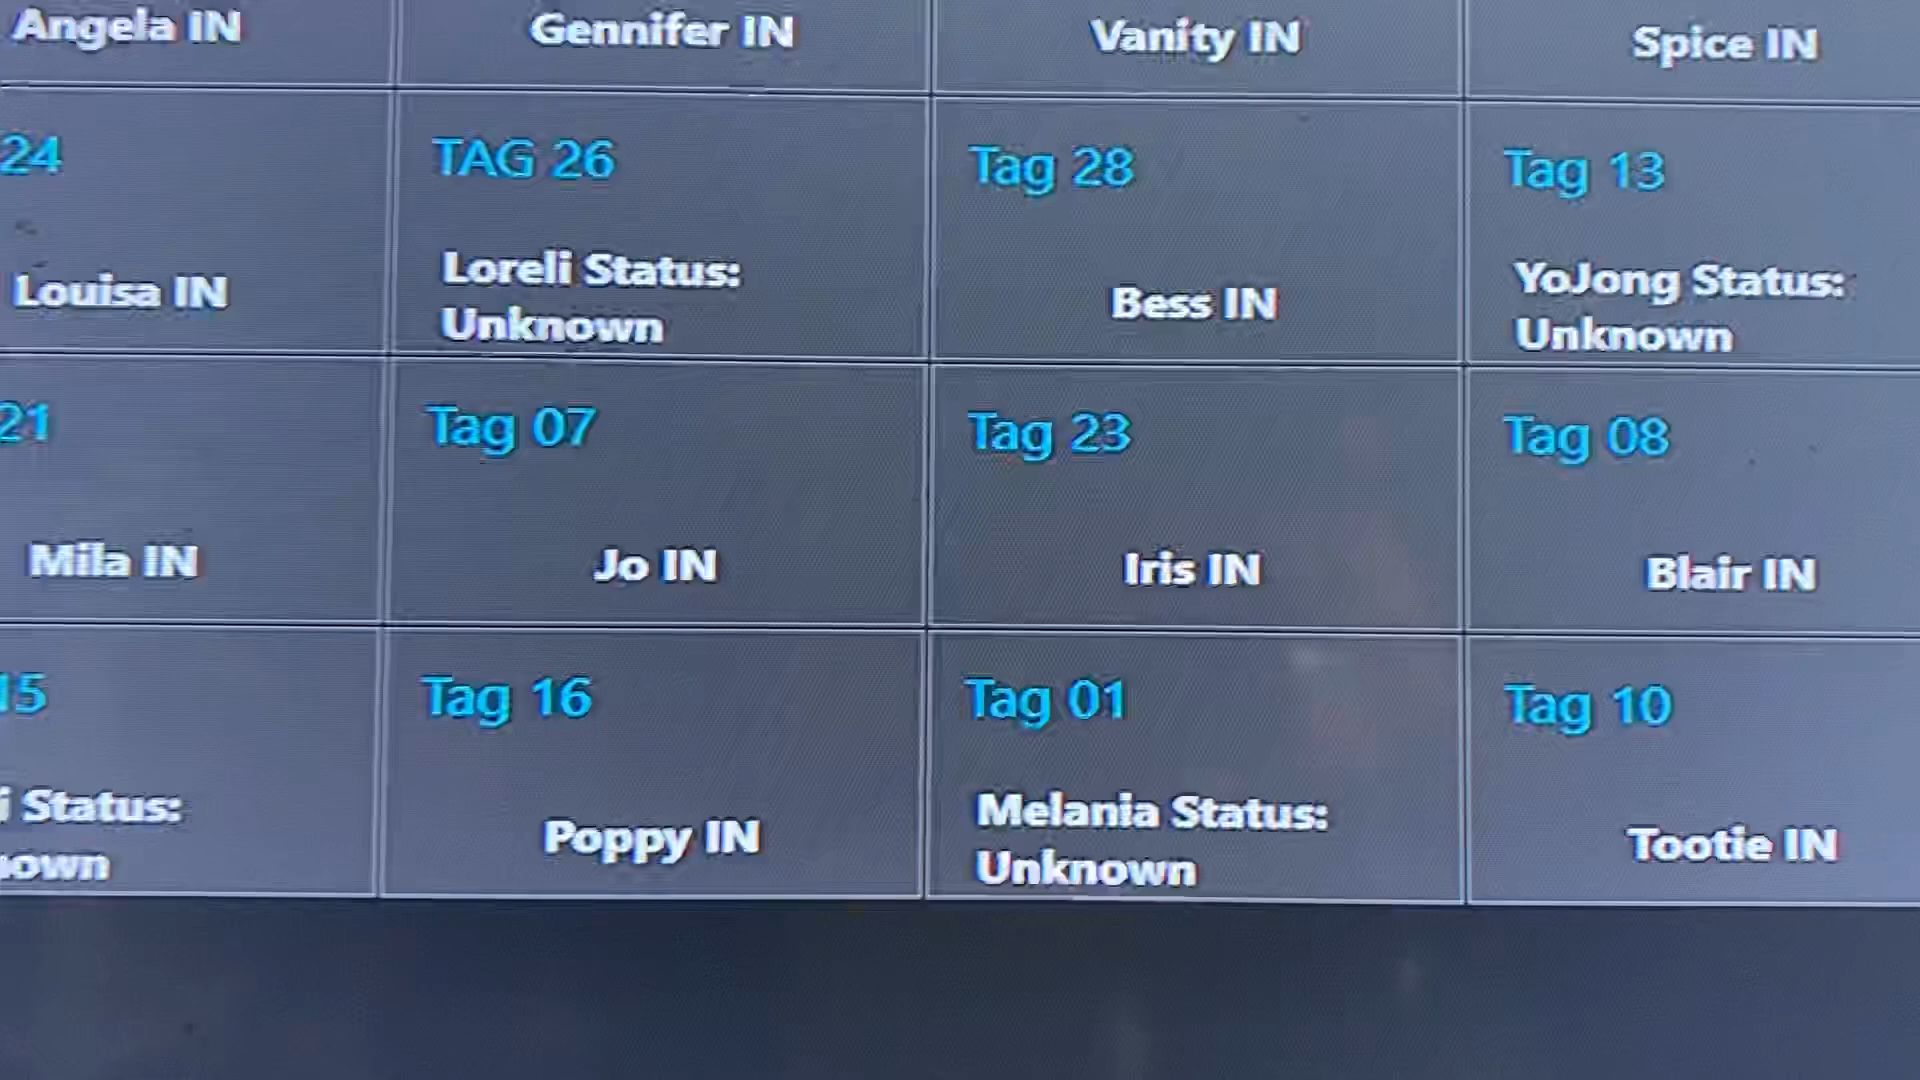 Angela IN
Gennifer IN
Vanity IN
Spice IN
24
TAG 26
Tag 28
Tag 13
Louisa IN
Loreli Status:
Unknown
Bess IN
YoJong Status:
Unknown
21
Tag 07
Tag 23
Tag 08
Mila IN
Jo IN
Iris IN
Blair IN
15
Tag 16
Tag 01
Tag 10
Status:
Poppy IN
Melania Status:
Unknown
Tootie IN